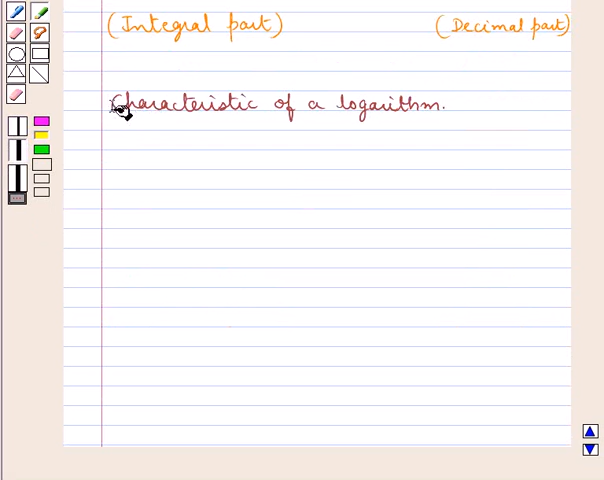 (Integral part) (Decimal part)
Characteristic of a logarithm.